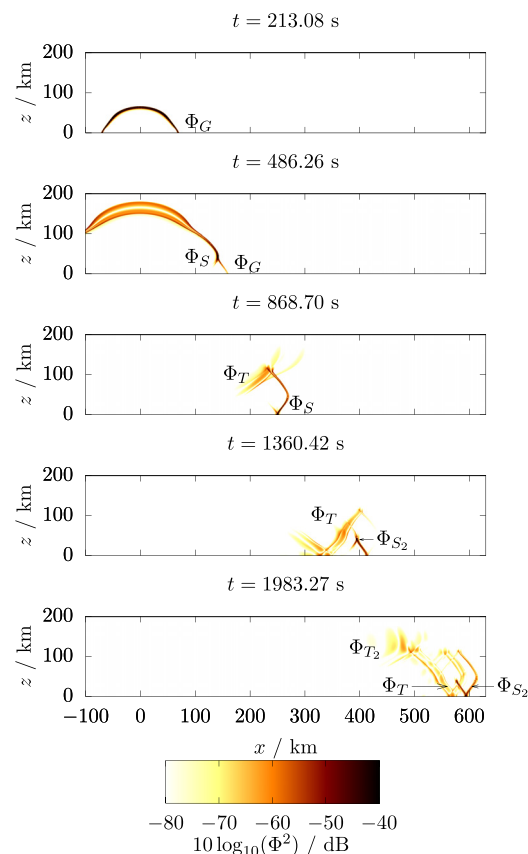 t = 213.08 s
200
100
0
z / km
Φ_G
t = 486.26 s
200
100
0
z / km
Φ_S Φ_G
t = 868.70 s
200
100
0
z / km
Φ_T
Φ_S
t = 1360.42 s
200
100
0
z / km
Φ_T
Φ_{S_2}
t = 1983.27 s
200
100
0
z / km
Φ_{T_2}
Φ_T Φ_{S_2}
−100 0 100 200 300 400 500 600
x / km
−80 −70 −60 −50 −40
10 log_{10}(Φ^2) / dB